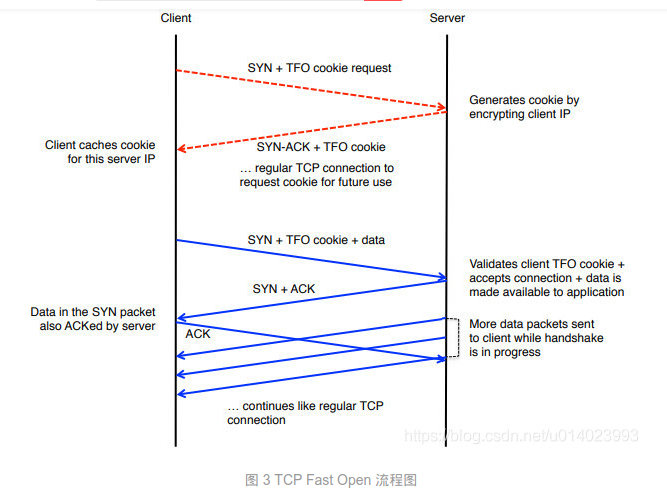 Client
Server
SYN + TFO cookie request
Generates cookie by
encrypting client IP
Client caches cookie
for this server IP
SYN-ACK + TFO cookie
… regular TCP connection to
request cookie for future use
SYN + TFO cookie + data
Validates client TFO cookie +
accepts connection + data is
made available to application
SYN + ACK
Data in the SYN packet
also ACKed by server
ACK
More data packets sent
to client while handshake
is in progress
… continues like regular TCP
connection
https://blog.csdn.net/u014023993
图 3 TCP Fast Open 流程图